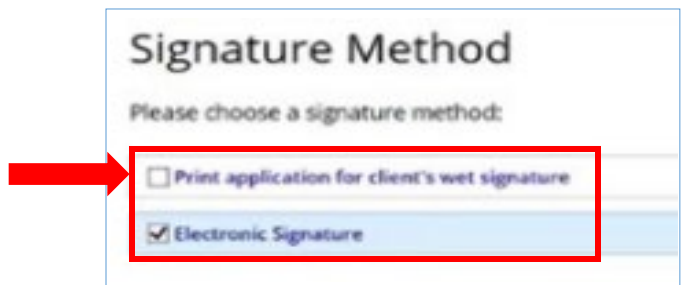 Signature Method
Please choose a signature method:
Print application for client's wet signature
Electronic Signature